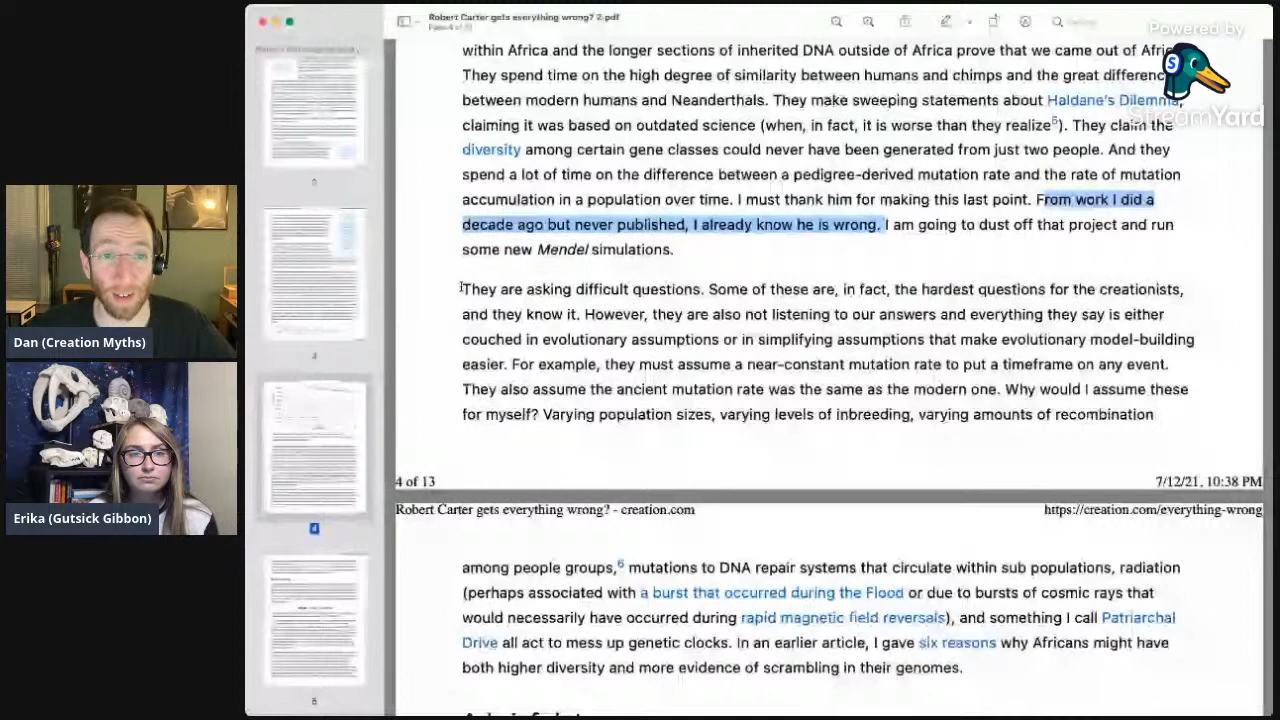 Robert Carter gets everything wrong? 2.pdf
Powered by
StreamYard
within Africa and the longer sections of inherited DNA outside of Africa prove that we came out of
They spend time on the high degree of similarity between humans and chimps and the great
between modern humans and Neanderthals. They make sweeping statements about Haldane's Dilemma,
claiming it was based on outdated science (when, in fact, it is worse than they realize5). They claim the
diversity among certain gene classes could never have been generated from just two people. And they
spend a lot of time on the difference between a pedigree-derived mutation rate and the rate of mutation
accumulation in a population over time. I must thank him for making this last point. From work I did a
decade ago but never published, I already know he is wrong. I am going to dust off that project and run
some new Mendel simulations.
They are asking difficult questions. Some of these are, in fact, the hardest questions for the creationists,
and they know it. However, they are also not listening to our answers and everything they say is either
couched in evolutionary assumptions or in simplifying assumptions that make evolutionary model-building
easier. For example, they must assume a near-constant mutation rate to put a timeframe on any event.
They also assume the ancient mutation rate was the same as the modern one. Why would I assume these
for myself? Varying population sizes, varying levels of inbreeding, varying amounts of recombination
4 of 13
7/12/21, 10:38 PM
Robert Carter gets everything wrong? - creation.com
https://creation.com/everything-wrong
among people groups,6 mutations to DNA repair systems that circulate within sub populations, radiation
(perhaps associated with a burst that occurred during the Flood or due to bursts of cosmic rays that
would necessarily have occurred during rapid magnetic field reversals), and something I call Patriarchal
Drive all act to mess up genetic clocks. In an earlier article, I gave six reasons why Africans might have
both higher diversity and more evidence of scrambling in their genomes.
Dan (Creation Myths)
Erika (Gutsick Gibbon)
4